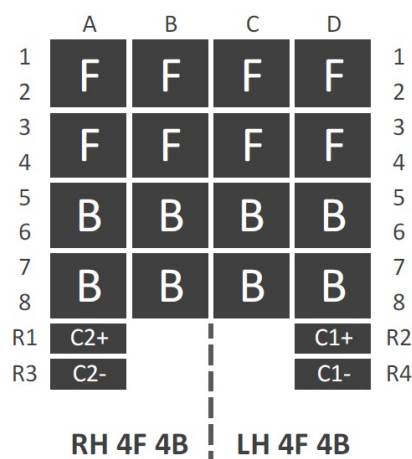 A B C D
1 F F F F 1
2 2
3 F F F F 3
4 4
5 B B B B 5
6 6
7 B B B B 7
8 8
R1 C2+ C1+ R2
R3 C2- C1- R4
RH 4F 4B LH 4F 4B